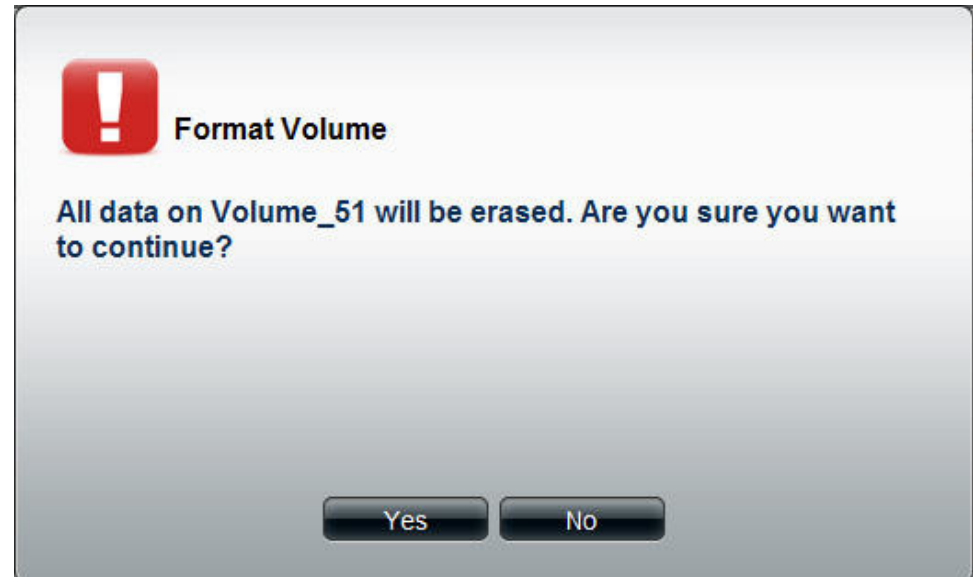 Format Volume
All data on Volume_51 will be erased. Are you sure you want
to continue?
Yes
No